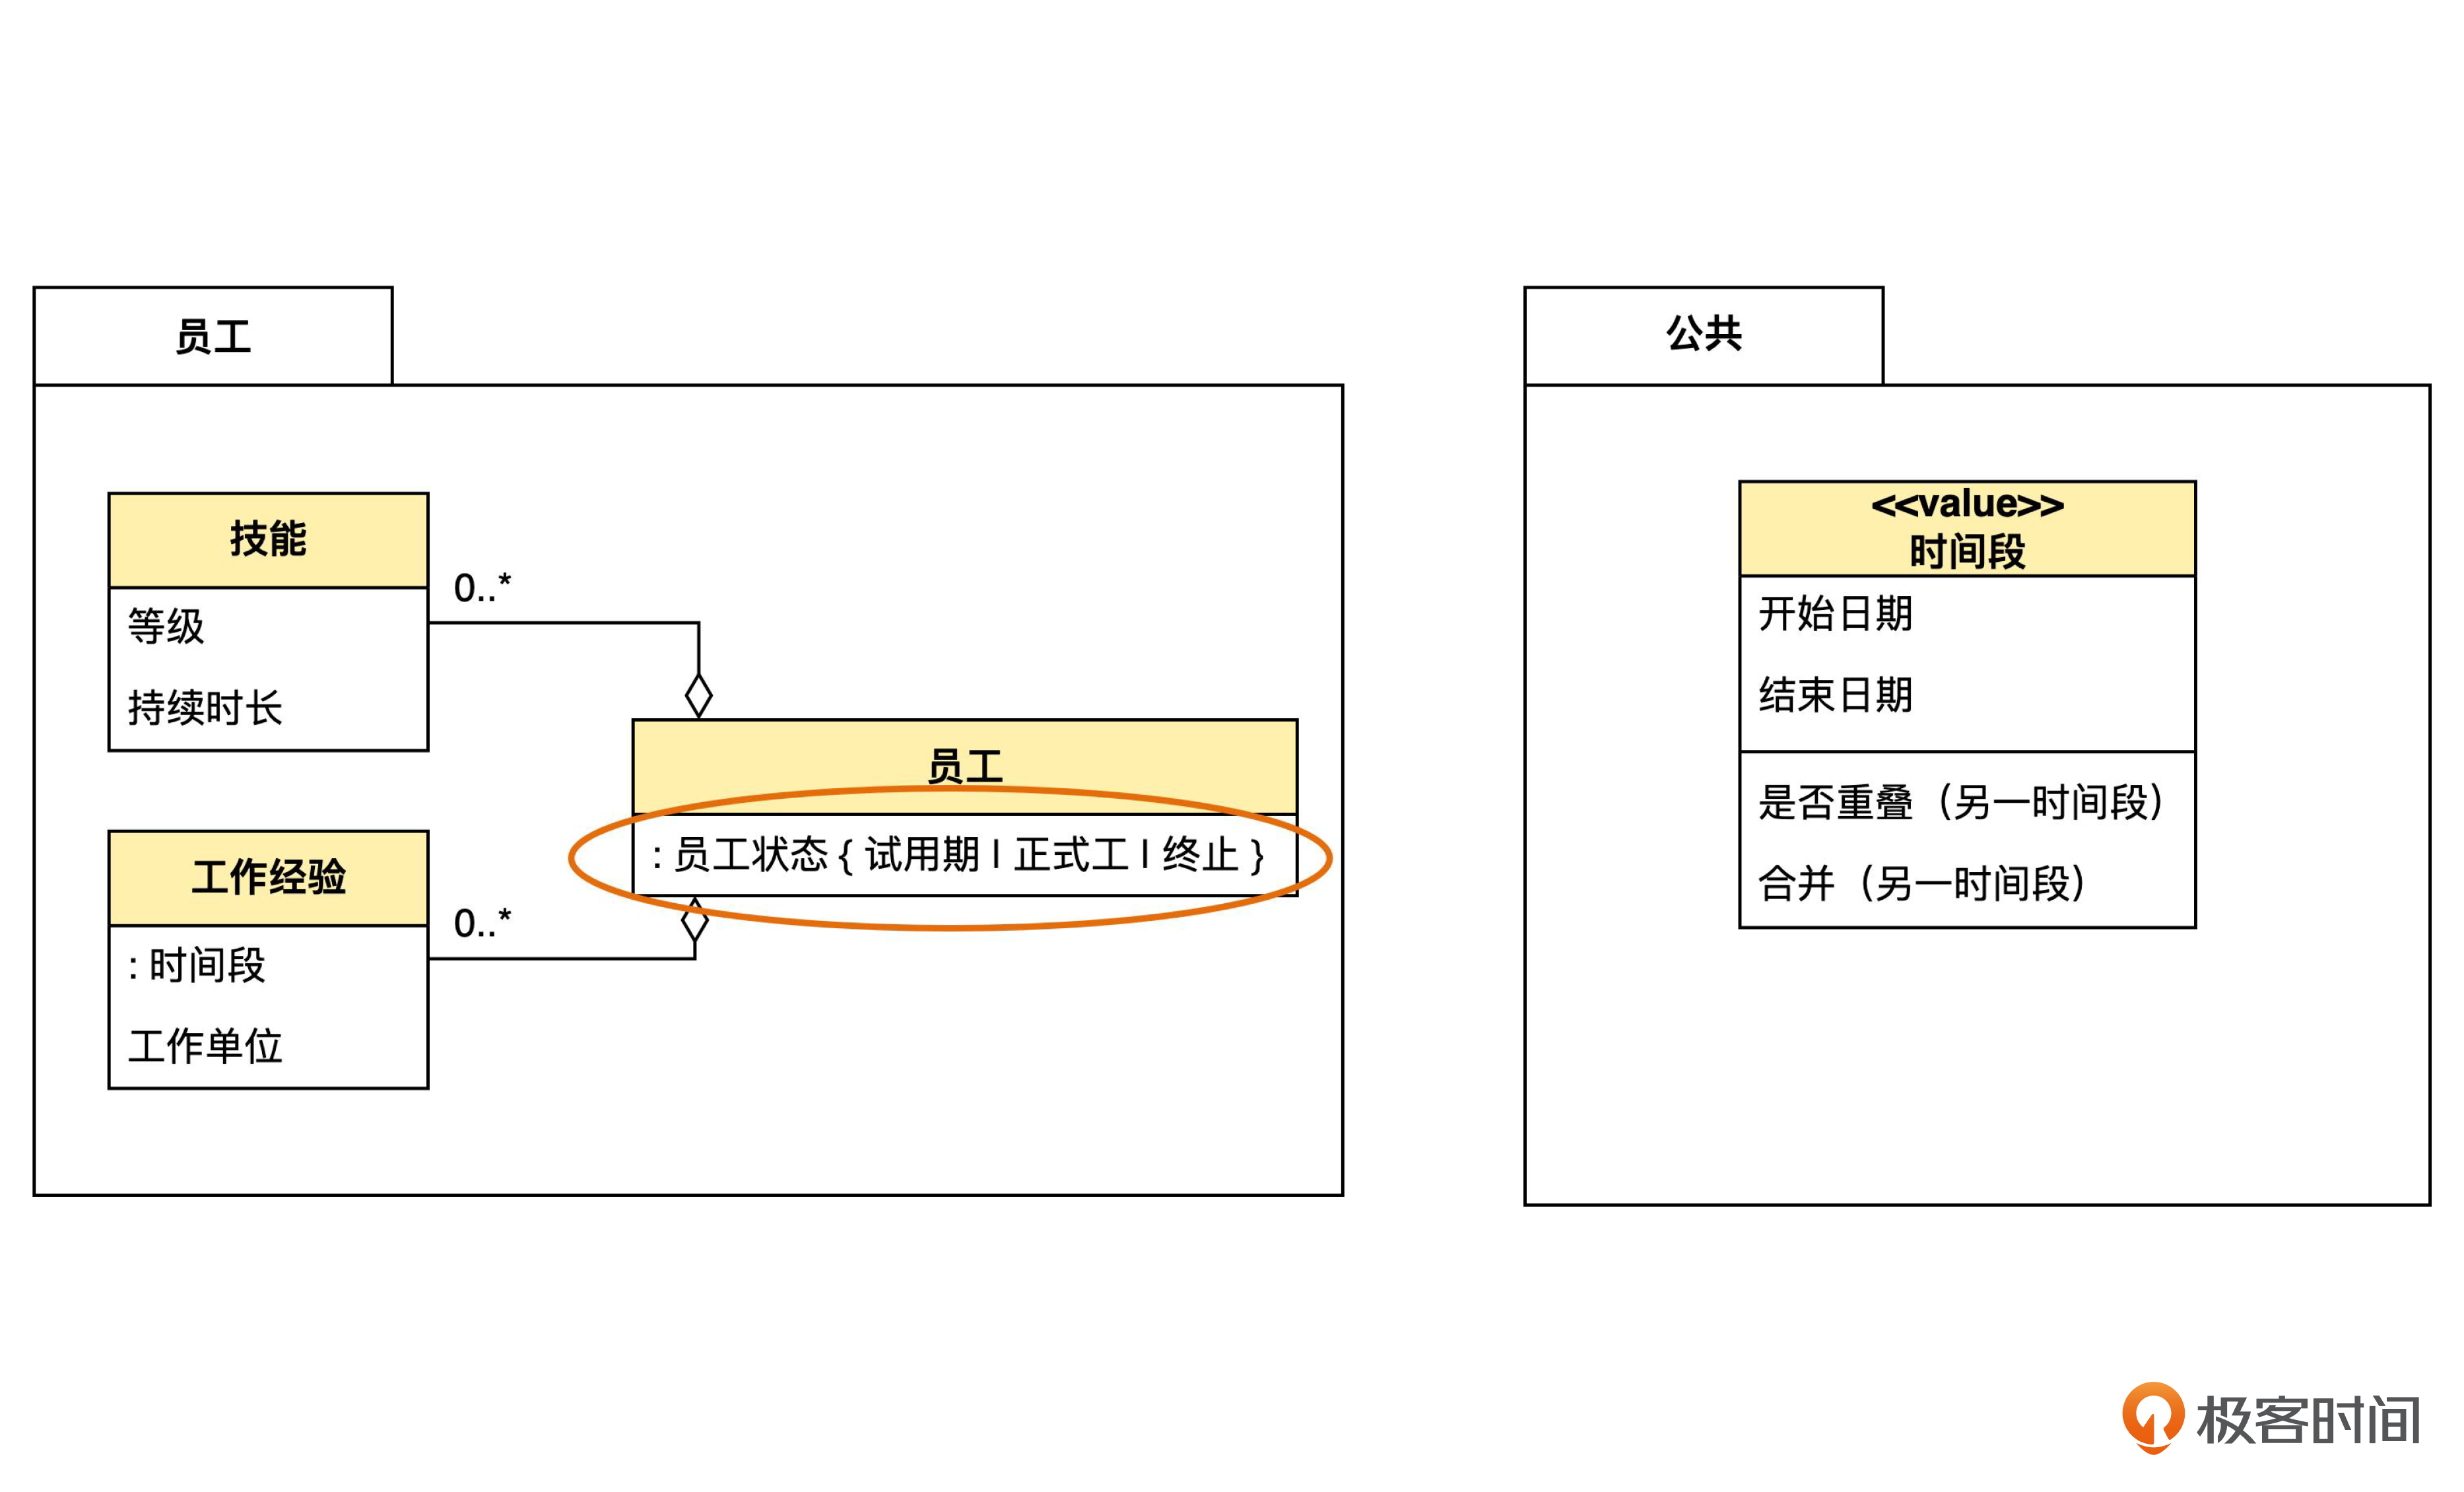 员工
技能
等级
持续时长
0..*
员工
: 员工状态 { 试用期 | 正式工 | 终止 }
工作经验
: 时间段
工作单位
0..*
公共
<<value>>
时间段
开始日期
结束日期
是否重叠（另一时间段）
合并（另一时间段）
极客时间